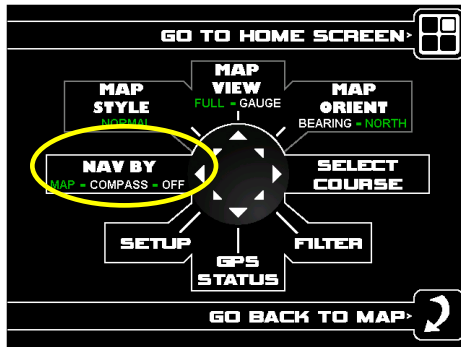 GO TO HOME SCREEN>
MAP
VIEW
FULL - GAUGE
MAP
STYLE
NORMAL
MAP
ORIENT
BEARING - NORTH
NAV BY
MAP - COMPASS - OFF
SELECT
COURSE
SETUP
GPS
STATUS
FILTER
GO BACK TO MAP>